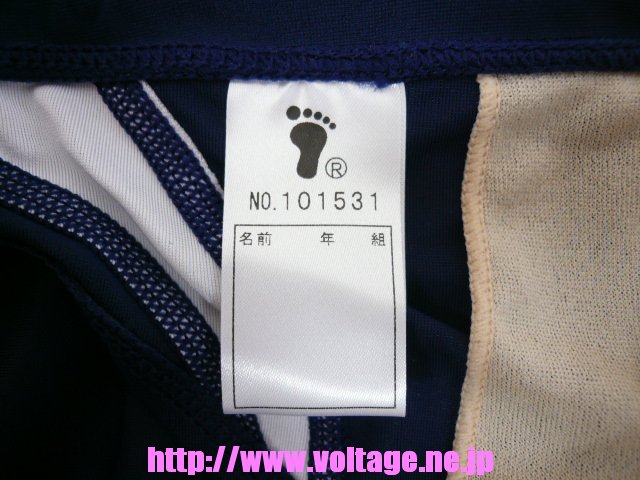 ®
NO.101531
名前 年 組
http://www.voltage.ne.jp